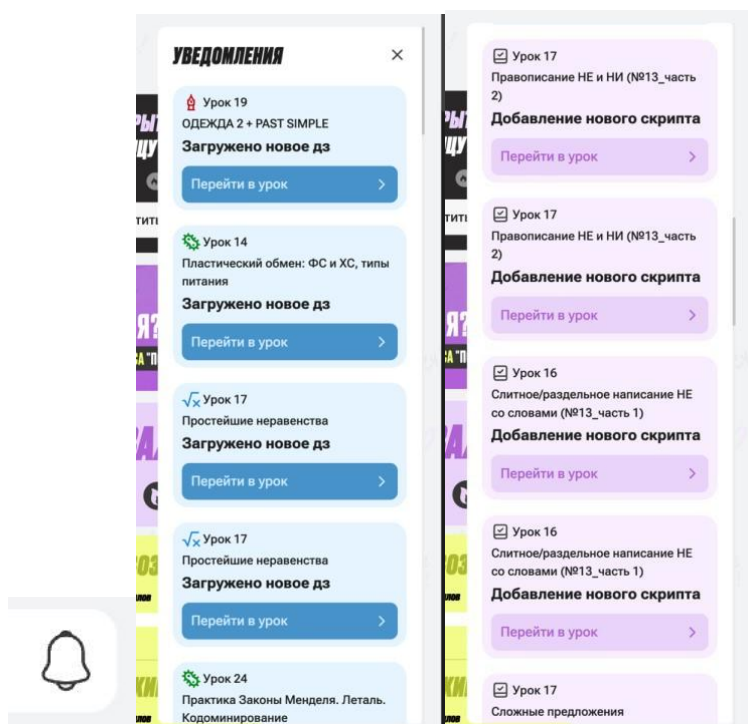 УВЕДОМЛЕНИЯ
Урок 19
ОДЕЖДА 2 + PAST SIMPLE
Загружено новое дз
Перейти в урок
Урок 14
Пластический обмен: ФС и ХС, типы
питания
Загружено новое дз
Перейти в урок
Урок 17
Простейшие неравенства
Загружено новое дз
Перейти в урок
Урок 17
Простейшие неравенства
Загружено новое дз
Перейти в урок
Урок 24
Практика Законы Менделя. Леталь.
Кодоминирование
Урок 17
Правописание НЕ и НИ (№13_часть
2)
Добавление нового скрипта
Перейти в урок
Урок 17
Правописание НЕ и НИ (№13_часть
2)
Добавление нового скрипта
Перейти в урок
Урок 16
Слитное/раздельное написание НЕ
со словами (№13_часть 1)
Добавление нового скрипта
Перейти в урок
Урок 16
Слитное/раздельное написание НЕ
со словами (№13_часть 1)
Добавление нового скрипта
Перейти в урок
Урок 17
Сложные предложения